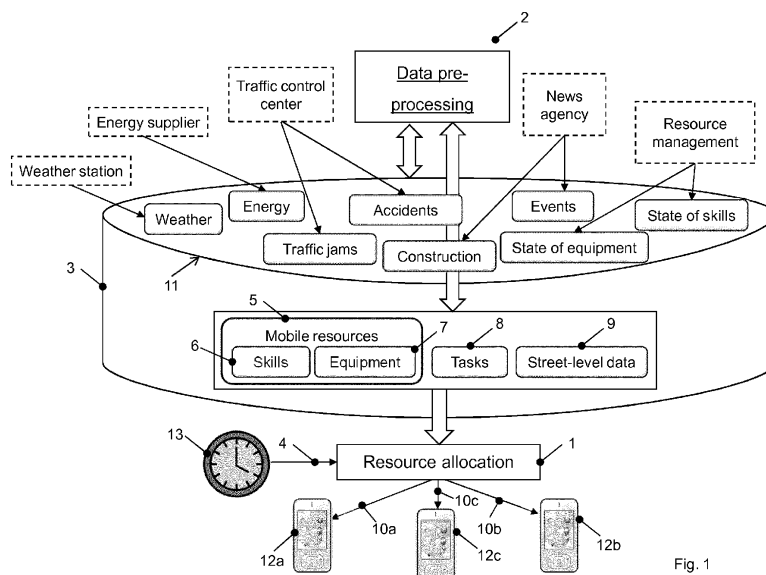 2
Data pre-
processing
Traffic control
center
News
agency
Energy supplier
Resource
management
Weather station
Weather
Energy
Accidents
Events
State of skills
Traffic jams
Construction
State of equipment
3
11
5
7
8
9
Mobile resources
6
Skills
Equipment
Tasks
Street-level data
13
4
1
Resource allocation
10a
10c
10b
12a
12c
12b
Fig. 1